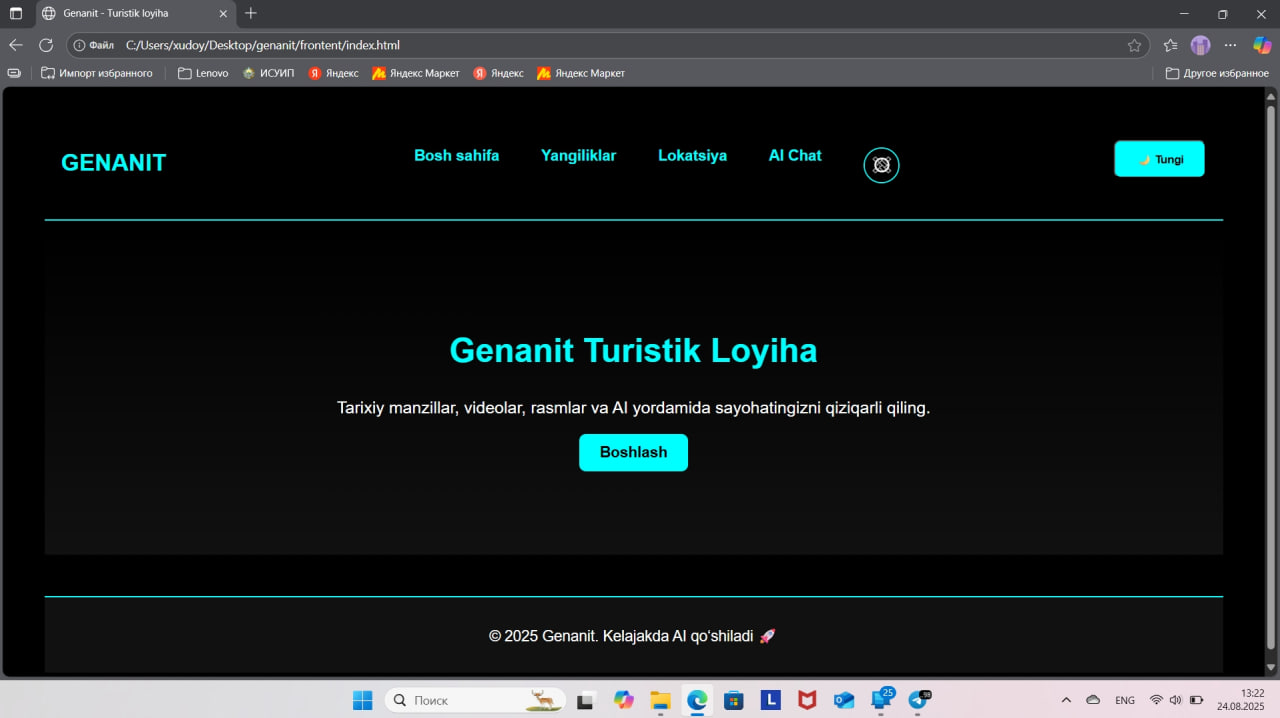 Genanit - Turistik loyiha
Файл C:/Users/xudoy/Desktop/genanit/frontent/index.html
Импорт избранного Lenovo ИСУИП Яндекс Яндекс Маркет Яндекс Яндекс Маркет Другое избранное
GENANIT Bosh sahifa Yangiliklar Lokatsiya AI Chat 🌙 Tungi
Genanit Turistik Loyiha
Tarixiy manzillar, videolar, rasmlar va AI yordamida sayohatingizni qiziqarli qiling.
Boshlash
© 2025 Genanit. Kelajakda AI qo‘shiladi 🚀
Поиск L 25 98 ENG 13:22
24.08.2025